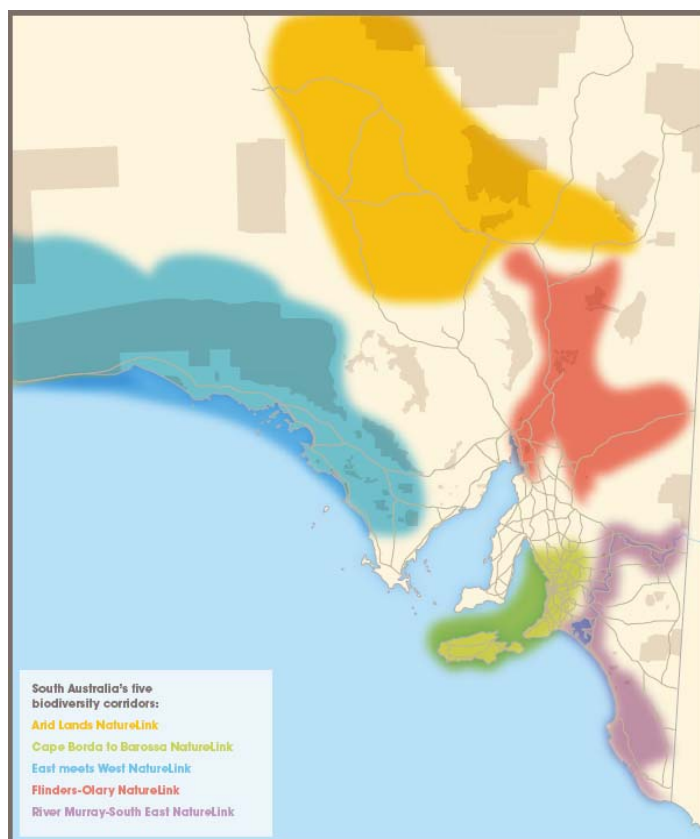 South Australia's five
biodiversity corridors:
Arid Lands NatureLink
Cape Borda to Barossa NatureLink
East meets West NatureLink
Flinders-Olary NatureLink
River Murray-South East NatureLink